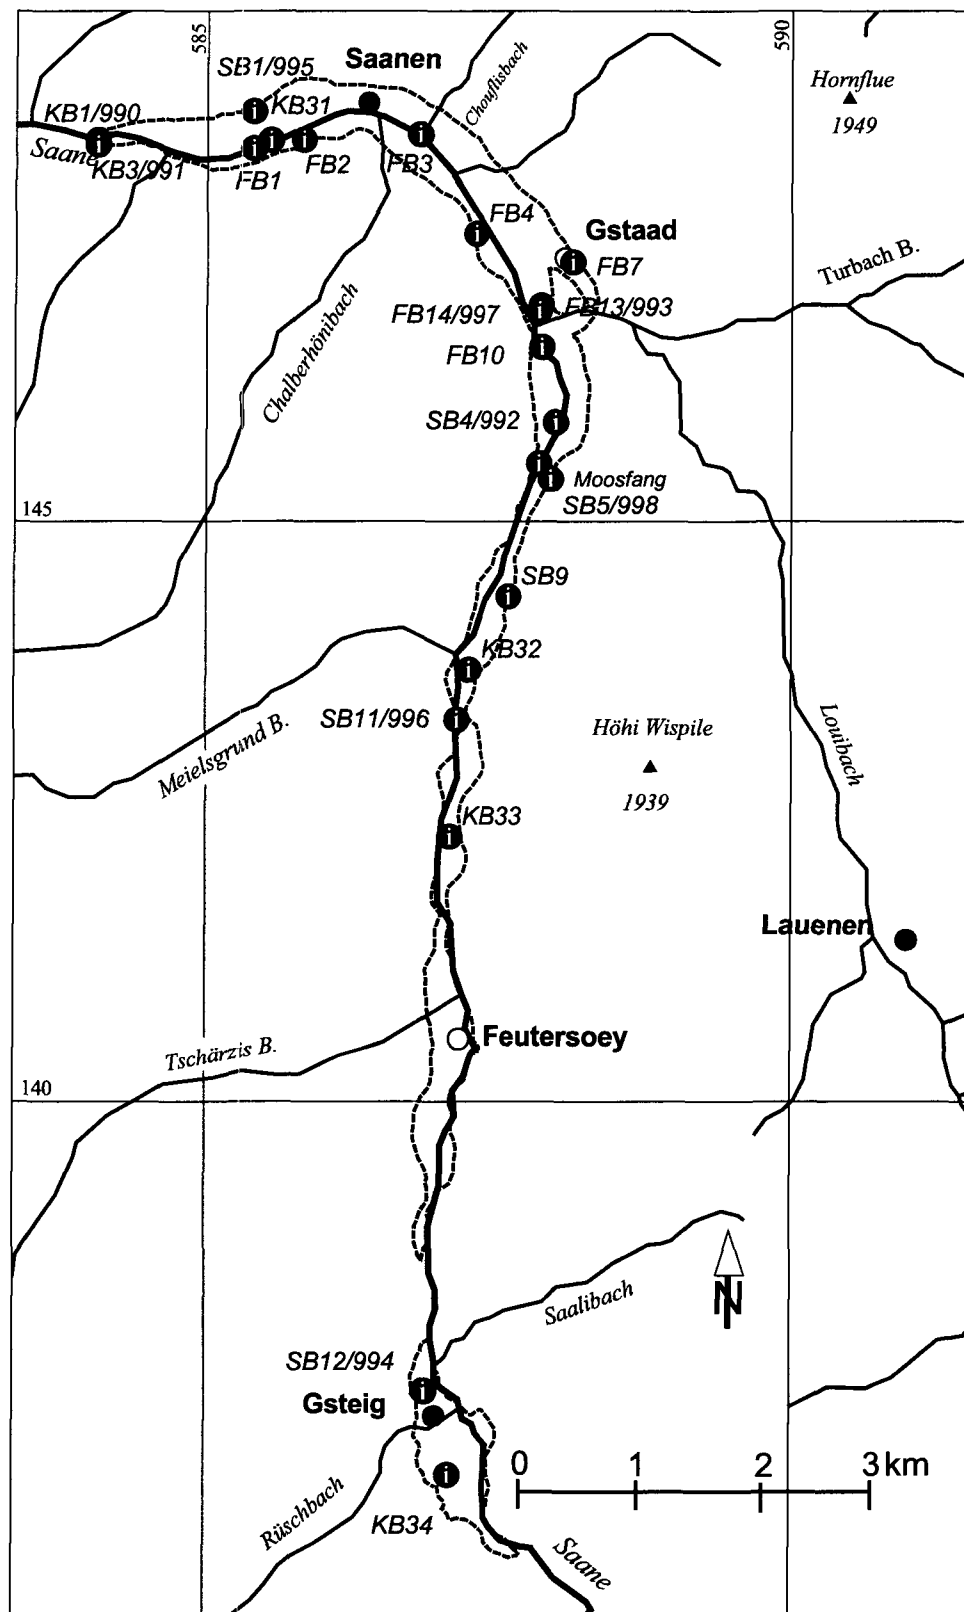 585
590
Saanen
SB1/995
KB31
KB1/990
Saane
KB3/991
FB1
FB2
FB3
Chouflisbach
Hornflue
1949
FB4
Gstaad
FB7
Turbach B.
FB14/997
FB13/993
FB10
Chalberhönibach
SB4/992
Moosfang
SB5/998
145
SB9
KB32
SB11/996
Meielsgrund B.
Höhi Wispile
1939
Louibach
KB33
Lauenen
Feutersoey
Tschärzis B.
140
N
Saalibach
SB12/994
Gsteig
0 1 2 3 km
Rüschbach
KB34
Saane